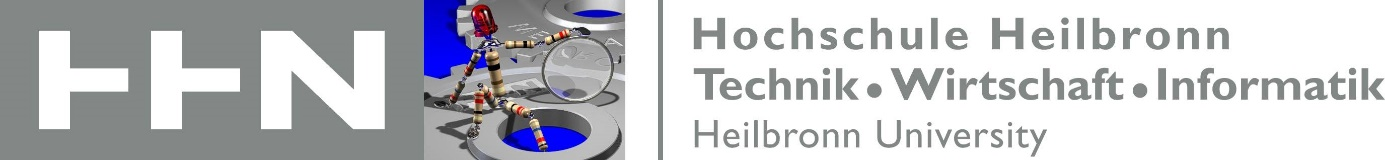 HHN
Hochschule Heilbronn
Technik • Wirtschaft • Informatik
Heilbronn University